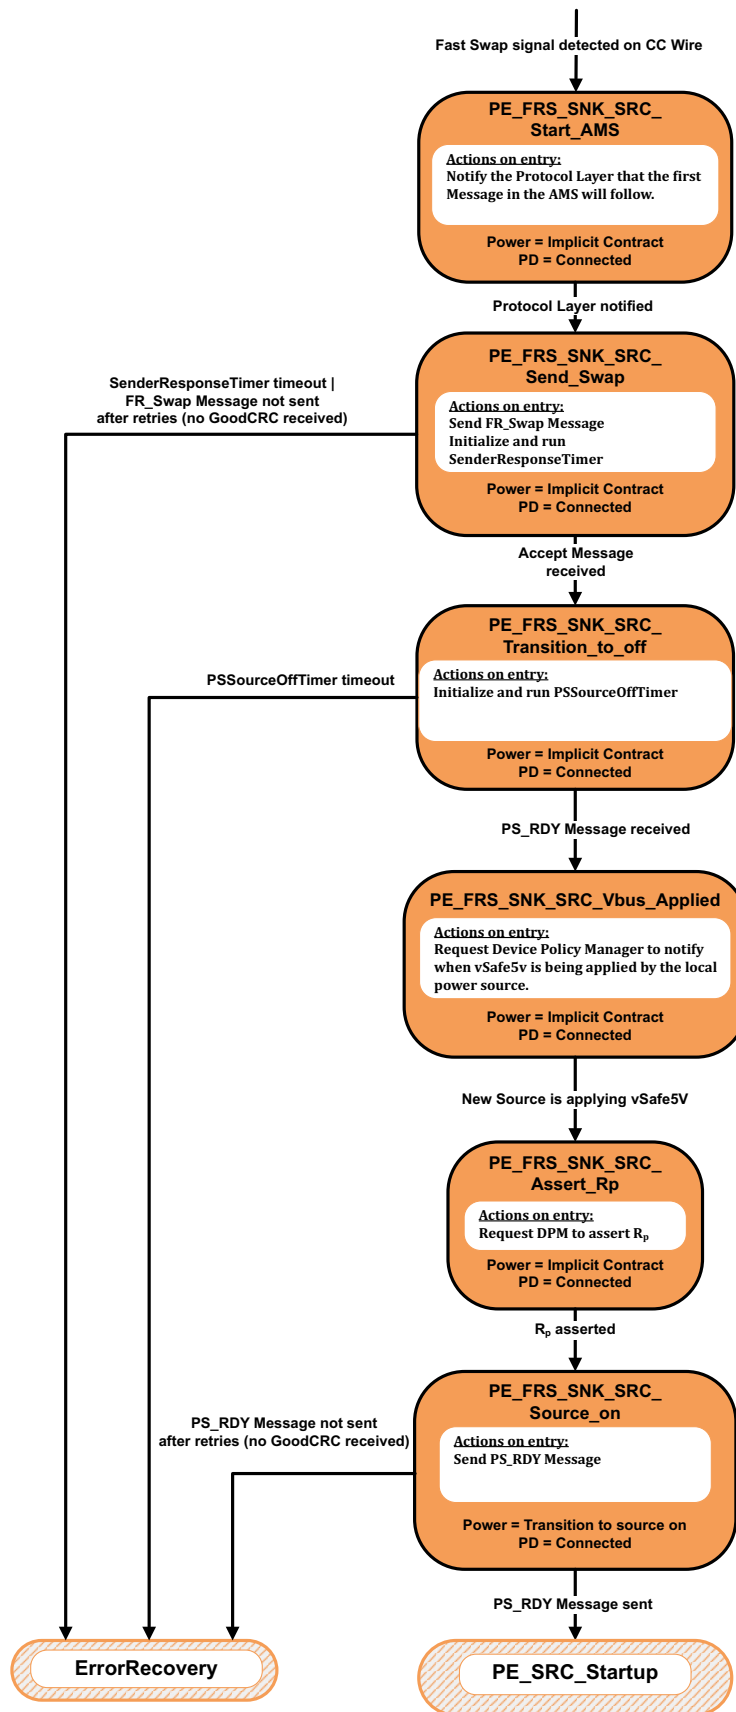 Fast Swap signal detected on CC Wire
PE_FRS_SNK_SRC_
Start_AMS
Actions on entry:
Notify the Protocol Layer that the first
Message in the AMS will follow.
Power = Implicit Contract
PD = Connected
Protocol Layer notified
PE_FRS_SNK_SRC_
Send_Swap
Actions on entry:
Send FR_Swap Message
Initialize and run
SenderResponseTimer
Power = Implicit Contract
PD = Connected
SenderResponseTimer timeout |
FR_Swap Message not sent
after retries (no GoodCRC received)
Accept Message
received
PE_FRS_SNK_SRC_
Transition_to_off
Actions on entry:
Initialize and run PSSourceOffTimer
Power = Implicit Contract
PD = Connected
PSSourceOffTimer timeout
PS_RDY Message received
PE_FRS_SNK_SRC_Vbus_Applied
Actions on entry:
Request Device Policy Manager to notify
when vSafe5v is being applied by the local
power source.
Power = Implicit Contract
PD = Connected
New Source is applying vSafe5V
PE_FRS_SNK_SRC_
Assert_Rp
Actions on entry:
Request DPM to assert Rp
Power = Implicit Contract
PD = Connected
Rp asserted
PE_FRS_SNK_SRC_
Source_on
Actions on entry:
Send PS_RDY Message
Power = Transition to source on
PD = Connected
PS_RDY Message not sent
after retries (no GoodCRC received)
PS_RDY Message sent
ErrorRecovery
PE_SRC_Startup